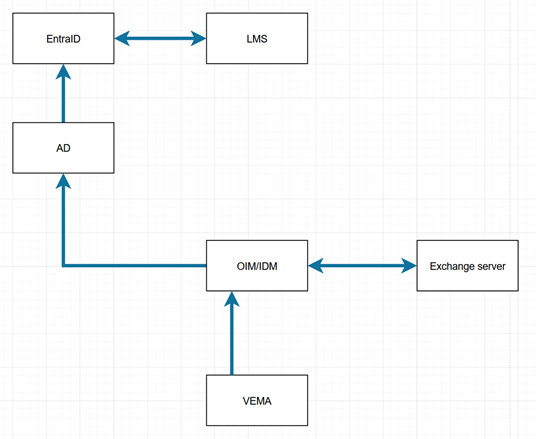 EntraID
LMS
AD
OIM/IDM
Exchange server
VEMA